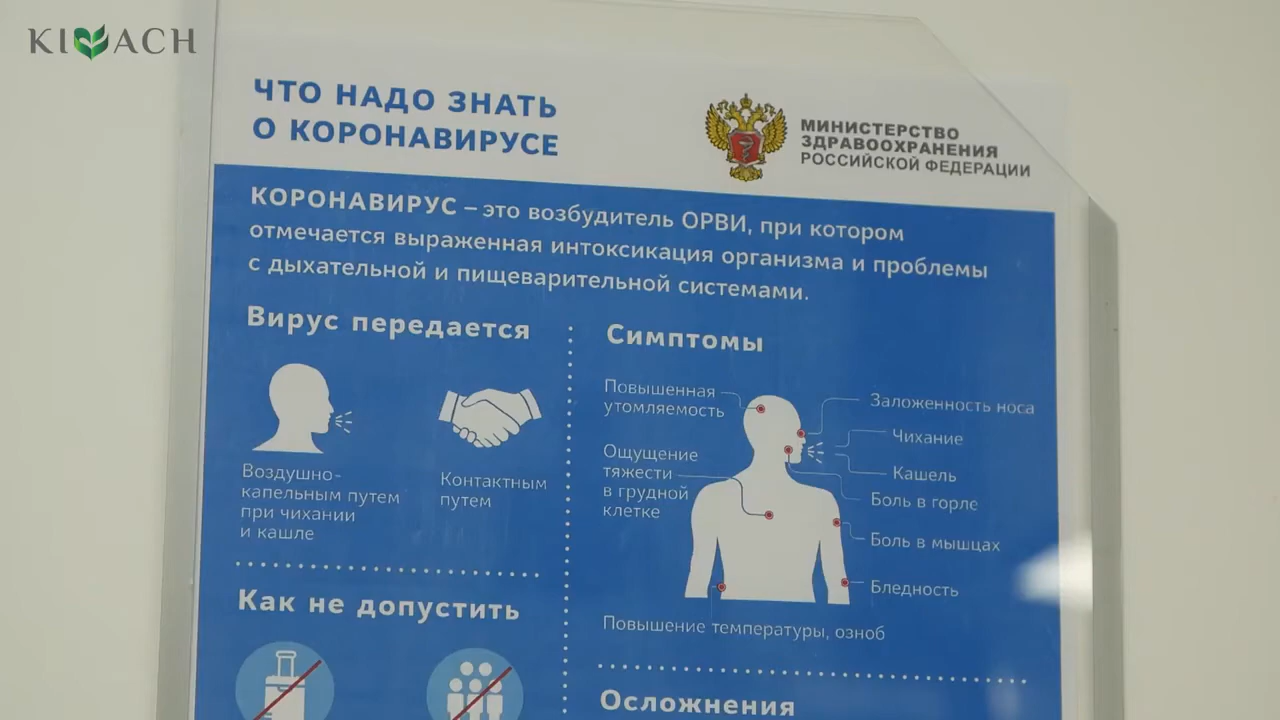 KIVACH
ЧТО НАДО ЗНАТЬ
О КОРОНАВИРУСЕ
МИНИСТЕРСТВО
ЗДРАВООХРАНЕНИЯ
РОССИЙСКОЙ ФЕДЕРАЦИИ
КОРОНАВИРУС – это возбудитель ОРВИ, при котором
отмечается выраженная интоксикация организма и проблемы
с дыхательной и пищеварительной системами.
Вирус передается
Воздушно-
капельным путем
при чихании
и кашле
Контактным
путем
Как не допустить
Симптомы
Повышенная
утомляемость
Ощущение
тяжести
в грудной
клетке
Заложенность носа
Чихание
Кашель
Боль в горле
Боль в мышцах
Бледность
Повышение температуры, озноб
Осложнения